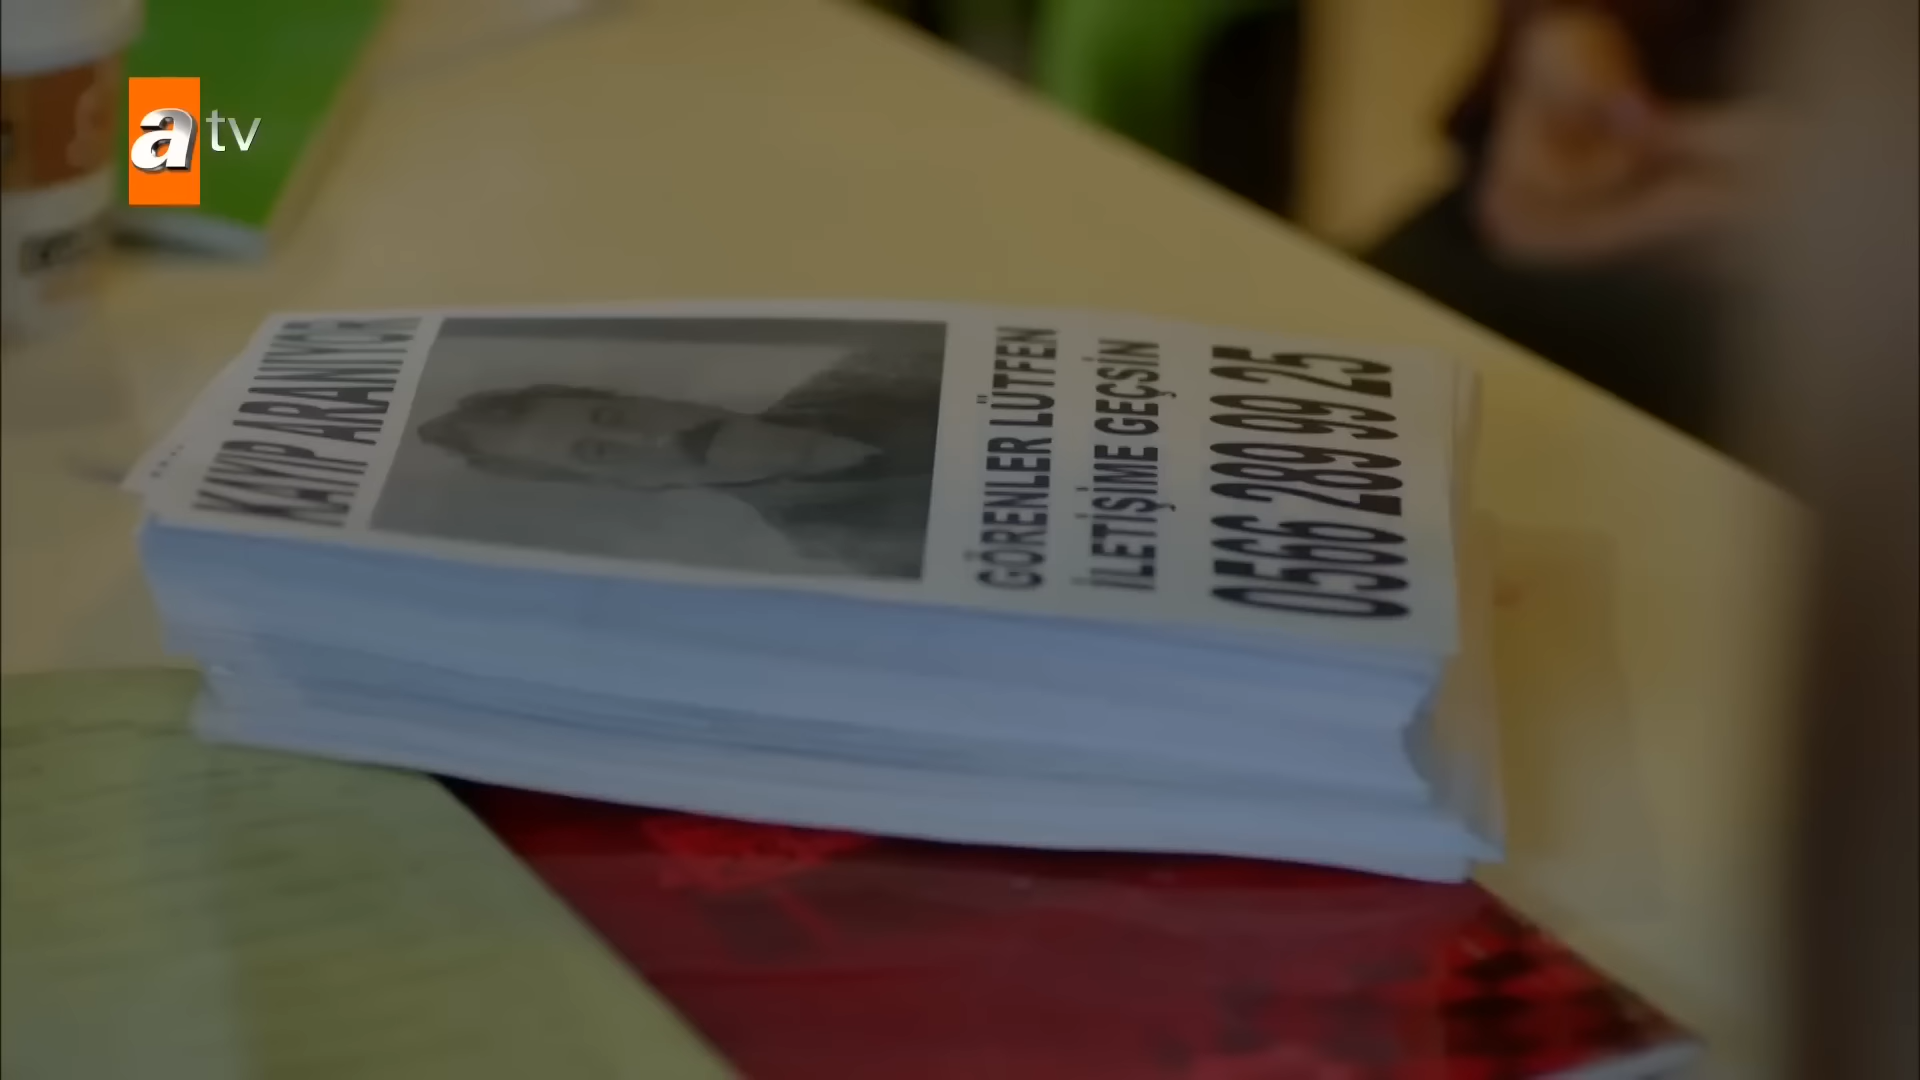 atv
KAYIP ARANIYOR
GÖRENLER LÜTFEN
İLETİŞİME GEÇSİN
0566 289 99 25